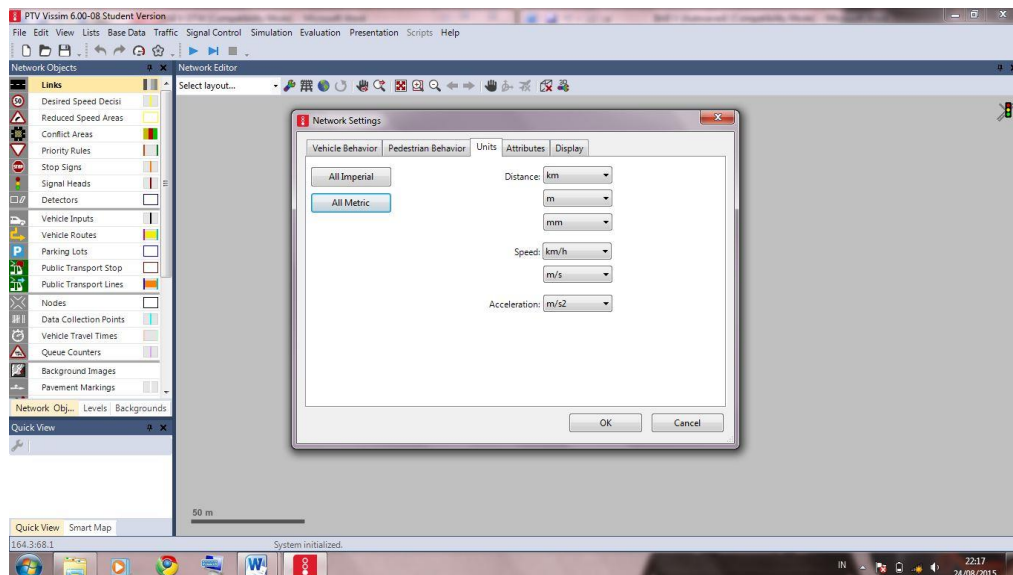 PTV Vissim 6.00-08 Student Version
File Edit View Lists Base Data Traffic Signal Control Simulation Evaluation Presentation Scripts Help
Network Objects
Network Editor
Select layout...
Links
Desired Speed Decisi
Reduced Speed Areas
Conflict Areas
Priority Rules
Stop Signs
Signal Heads
Detectors
Vehicle Inputs
Vehicle Routes
Parking Lots
Public Transport Stop
Public Transport Lines
Nodes
Data Collection Points
Vehicle Travel Times
Queue Counters
Background Images
Pavement Markings
Network Obj... Levels Backgrounds
Quick View
Quick View Smart Map
Network Settings
Vehicle Behavior Pedestrian Behavior Units Attributes Display
All Imperial
All Metric
Distance: km
m
mm
Speed: km/h
m/s
Acceleration: m/s2
OK Cancel
50 m
164.3:68.1 System initialized.
IN 22:17
24/08/2015